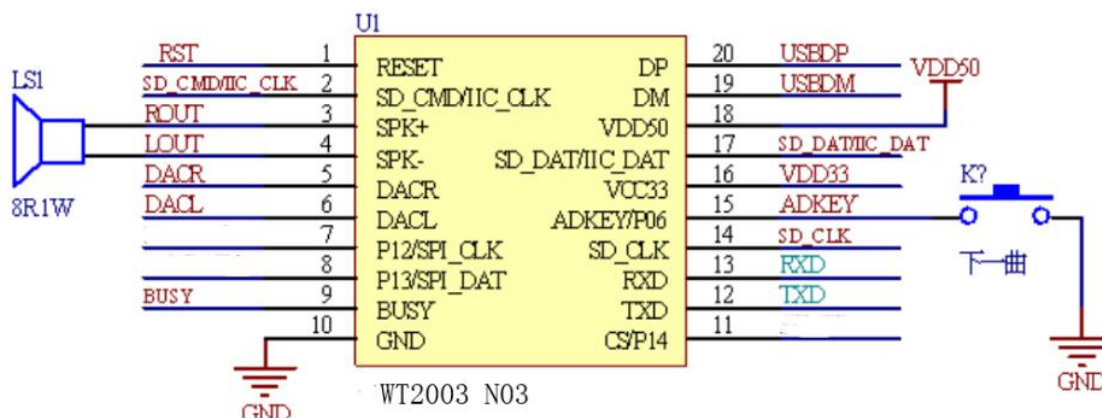 U1
LS1
8R1W
RST 1 RESET DP 20 USBDP
SD_CMD/IIC_CLK 2 SD_CMD/IIC_CLK DM 19 USBDM VDD50
ROUT 3 SPK+ VDD50 18
LOUT 4 SPK- SD_DAT/IIC_DAT 17 SD_DAT/IIC_DAT
DACR 5 DACR VCC33 16 VDD33 K?
DACL 6 DACL ADKEY/P06 15 ADKEY
7 P12/SPI_CLK SD_CLK 14 SD_CLK
8 P13/SPI_DAT RXD 13 RXD 下一曲
BUSY 9 BUSY TXD 12 TXD
10 GND CS/P14 11
GND
GND
WT2003 N03